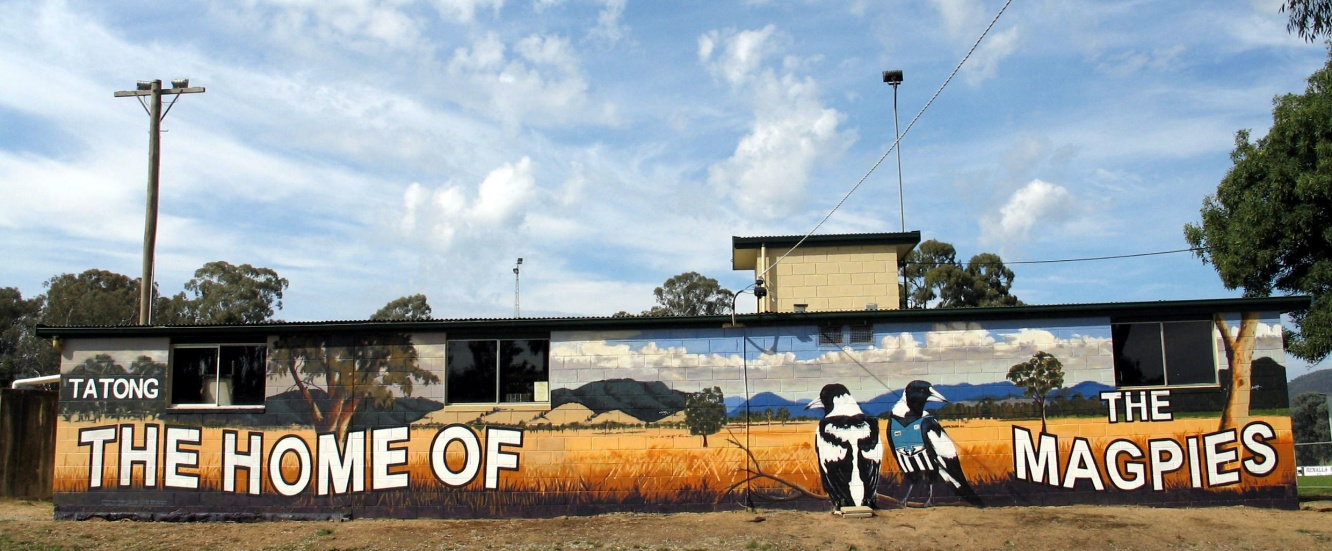 TATONG
THE HOME OF
THE
MAGPIES